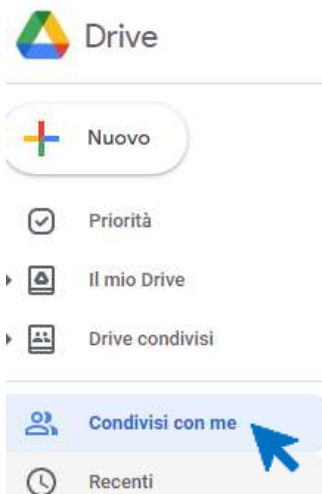 Drive
Nuovo
Priorità
Il mio Drive
Drive condivisi
Condivisi con me
Recenti